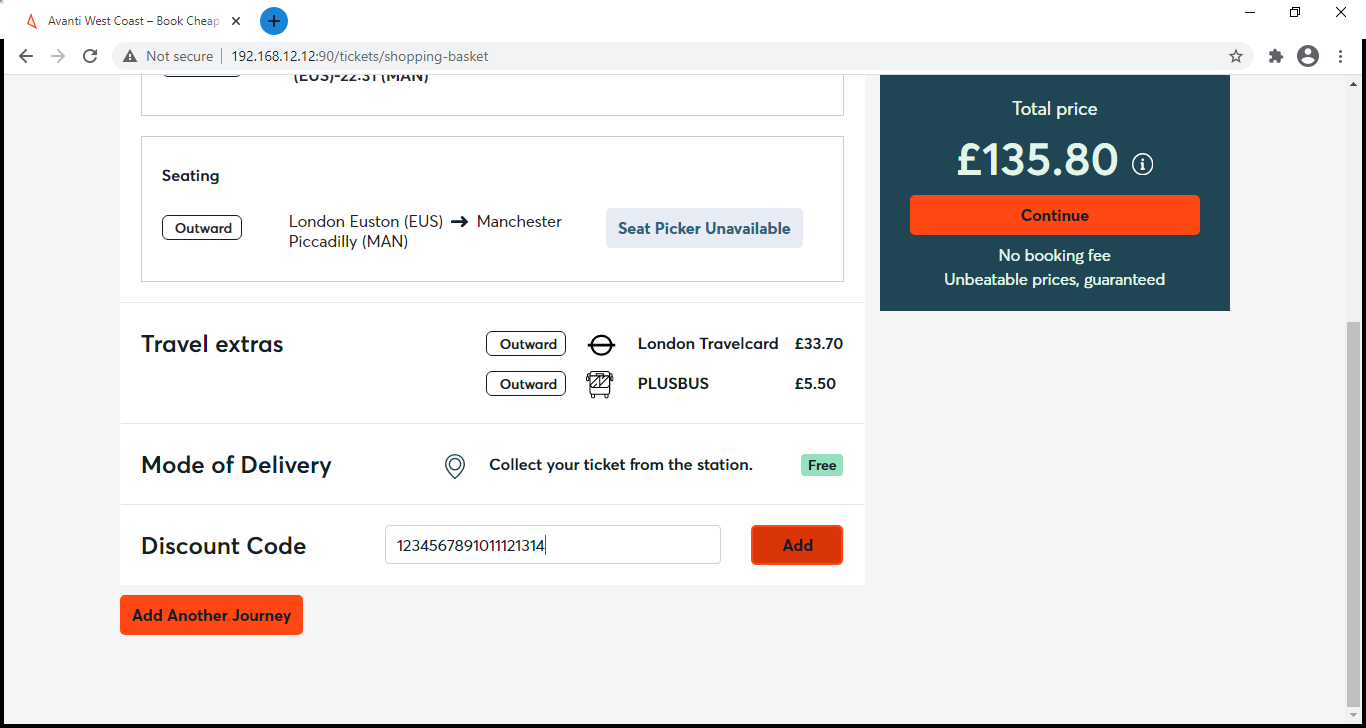 Avanti West Coast – Book Cheap
Not secure
192.168.12.12:90/tickets/shopping-basket
(EUS)-22:31 (MAN)
Seating
Outward
London Euston (EUS) → Manchester
Piccadilly (MAN)
Seat Picker Unavailable
Travel extras
Outward London Travelcard £33.70
Outward PLUSBUS £5.50
Mode of Delivery
Collect your ticket from the station.
Free
Discount Code
1234567891011121314
Add
Add Another Journey
Total price
£135.80
Continue
No booking fee
Unbeatable prices, guaranteed